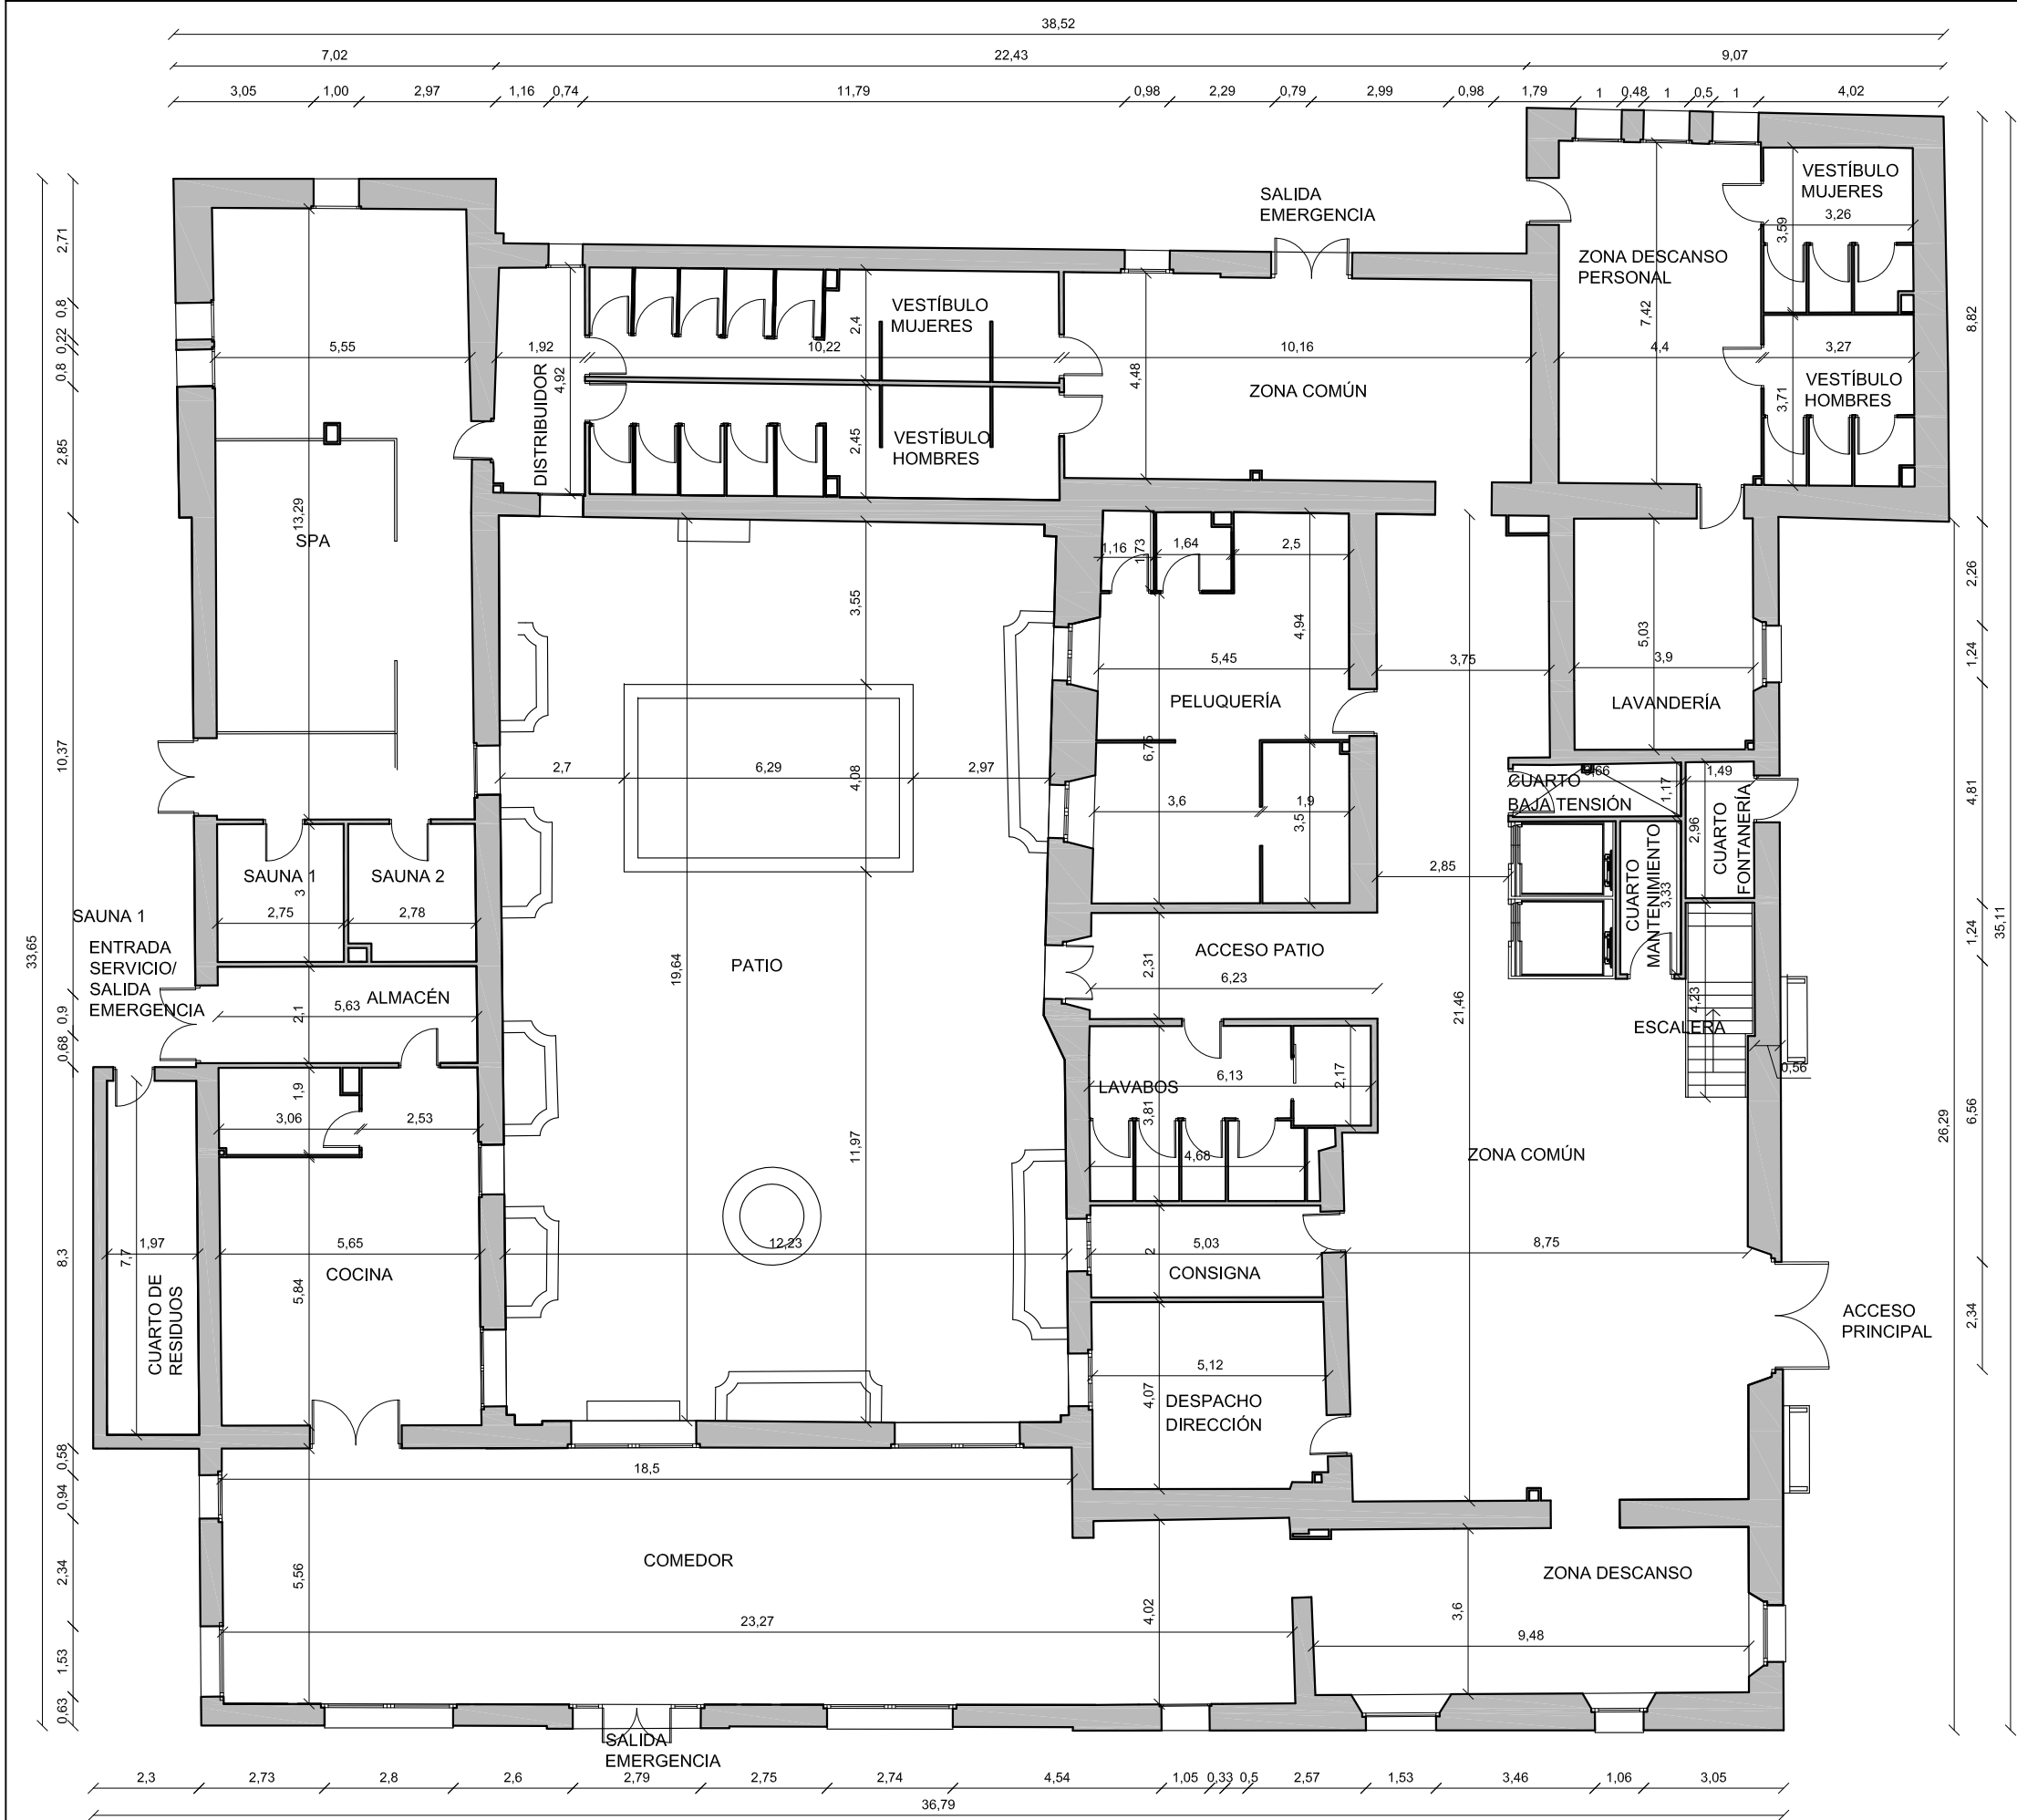 38,52
7,02 22,43 9,07
3,05 1,00 2,97 1,16 0,74 11,79 0,98 2,29 0,79 2,99 0,98 1,79 1 0,48 1 0,5 1 4,02
33,65
2,71
0,8
0,22
0,8
2,85
10,37
0,9
0,68
8,3
0,58
0,94
2,34
1,53
0,63
35,11
8,82
26,29
2,26
1,24
4,81
1,24
6,56
2,34
SALIDA
EMERGENCIA
VESTÍBULO
MUJERES
3,26
3,59
ZONA DESCANSO
PERSONAL
7,42
4,4
3,27
VESTÍBULO
HOMBRES
3,71
VESTÍBULO
MUJERES
2,4
10,22
VESTÍBULO
HOMBRES
2,45
5,55
1,92
DISTRIBUIDOR
4,92
4,48
10,16
ZONA COMÚN
13,29
SPA
3,55
1,16
1,73
1,64
2,5
4,94
5,45
PELUQUERÍA
6,75
3,75
5,03
3,9
LAVANDERÍA
2,7
6,29
4,08
2,97
3,6
1,9
3,5
CUARTO
BAJA TENSIÓN
3,66
1,17
1,49
CUARTO
FONTANERÍA
2,96
CUARTO
MANTENIMIENTO
3,33
2,85
SAUNA 1
SAUNA 2
3
2,75
2,78
SAUNA 1
ENTRADA
SERVICIO/
SALIDA
EMERGENCIA
ALMACÉN
5,63
2,1
PATIO
19,64
ACCESO PATIO
2,31
6,23
21,46
4,23
ESCALERA
0,56
1,9
3,06
2,53
LAVABOS
6,13
2,17
3,81
4,68
11,97
ZONA COMÚN
1,97
7,7
CUARTO DE
RESIDUOS
5,65
COCINA
5,84
12,23
5,03
2
CONSIGNA
8,75
ACCESO
PRINCIPAL
5,12
4,07
DESPACHO
DIRECCIÓN
18,5
COMEDOR
5,56
23,27
4,02
ZONA DESCANSO
3,6
9,48
SALIDA
EMERGENCIA
2,3 2,73 2,8 2,6 2,79 2,75 2,74 4,54 1,05 0,33 0,5 2,57 1,53 3,46 1,06 3,05
36,79